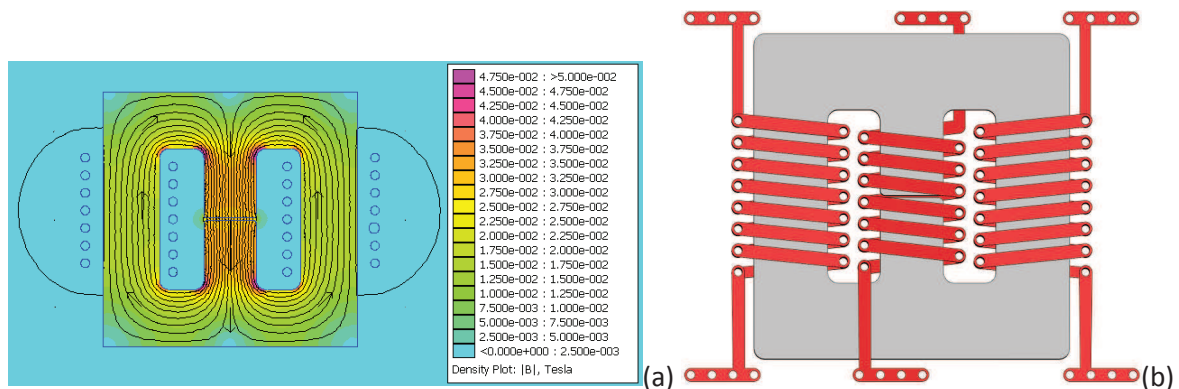 4.750e-002 : >5.000e-002
4.500e-002 : 4.750e-002
4.250e-002 : 4.500e-002
4.000e-002 : 4.250e-002
3.750e-002 : 4.000e-002
3.500e-002 : 3.750e-002
3.250e-002 : 3.500e-002
3.000e-002 : 3.250e-002
2.750e-002 : 3.000e-002
2.500e-002 : 2.750e-002
2.250e-002 : 2.500e-002
2.000e-002 : 2.250e-002
1.750e-002 : 2.000e-002
1.500e-002 : 1.750e-002
1.250e-002 : 1.500e-002
1.000e-002 : 1.250e-002
7.500e-003 : 1.000e-002
5.000e-003 : 7.500e-003
2.500e-003 : 5.000e-003
<0.000e+000 : 2.500e-003
Density Plot: |B|, Tesla
(a)
(b)